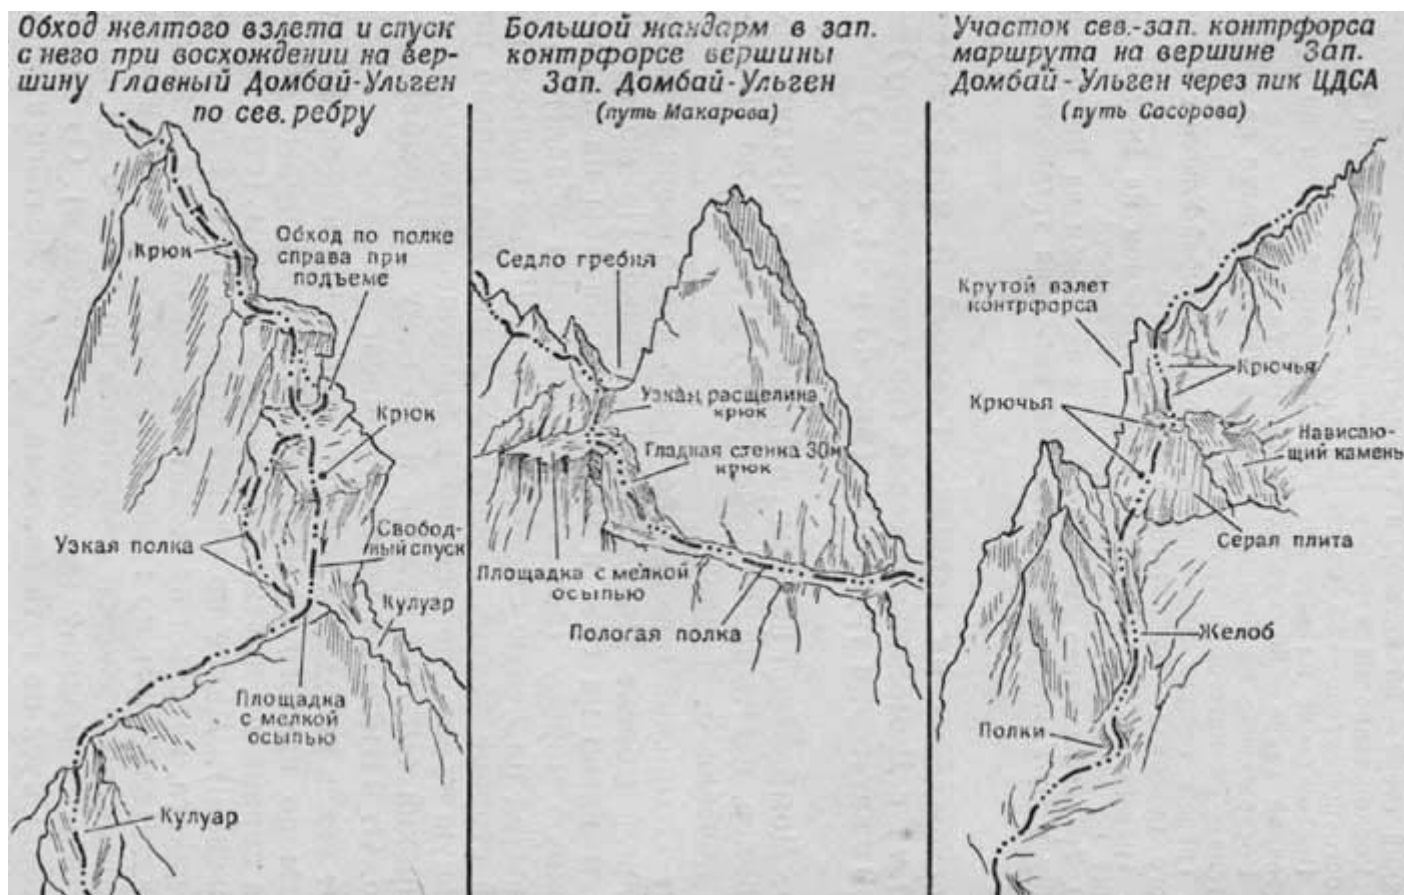 Обход желтого взлета и спуск
с него при восхождении на вер-
шину Главный Домбай-Ульген
по сев. ребру
Крюк
Обход по полке
справа при
подъеме
Крюк
Узкая полка
Свобод-
ный спуск
Кулуар
Площадка
с мелкой
осыпью
Кулуар
Большой жандарм в зап.
контрфорсе вершины
Зап. Домбай-Ульген
(путь Макарова)
Седло гребня
Узкая расщелина
крюк
Гладкая стенка 30м
крюк
Площадка с мелкой
осыпью
Пологая полка
Участок сев.-зап. контрфорса
маршрута на вершине Зап.
Домбай-Ульген через пик ЦДСА
(путь Сасорова)
Крутой взлет
контрфорса
Крючья
Крючья
Нависаю-
щий камень
Серая плита
Желоб
Полки